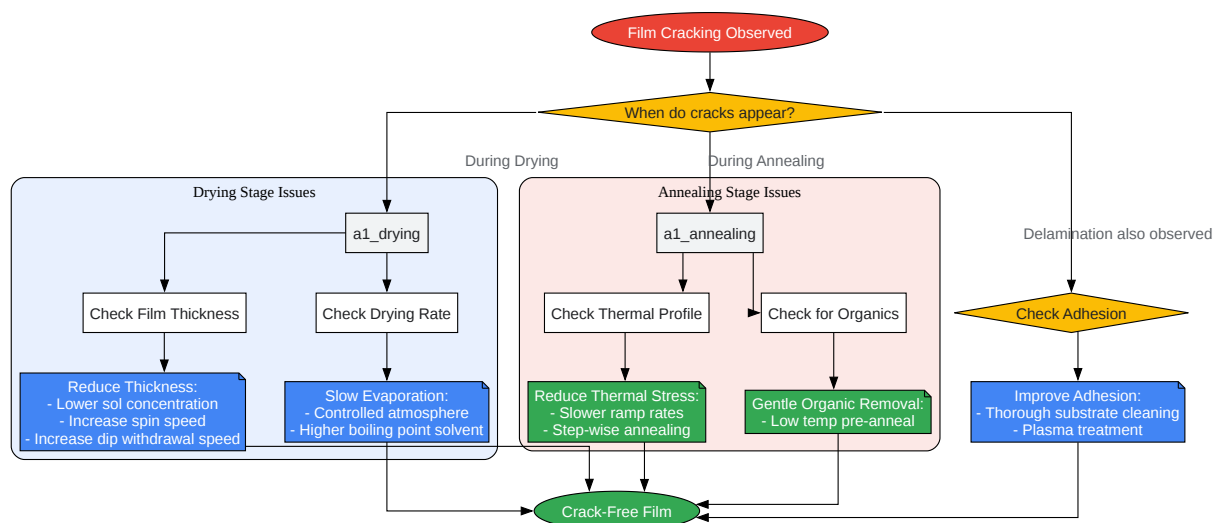 Film Cracking Observed
When do cracks appear?
During Drying
During Annealing
Delamination also observed
Drying Stage Issues
Annealing Stage Issues
a1_drying
a1_annealing
Check Film Thickness
Check Drying Rate
Check Thermal Profile
Check for Organics
Check Adhesion
Reduce Thickness:
- Lower sol concentration
- Increase spin speed
- Increase dip withdrawal speed
Slow Evaporation:
- Controlled atmosphere
- Higher boiling point solvent
Reduce Thermal Stress:
- Slower ramp rates
- Step-wise annealing
Gentle Organic Removal:
- Low temp pre-anneal
Improve Adhesion:
- Thorough substrate cleaning
- Plasma treatment
Crack-Free Film